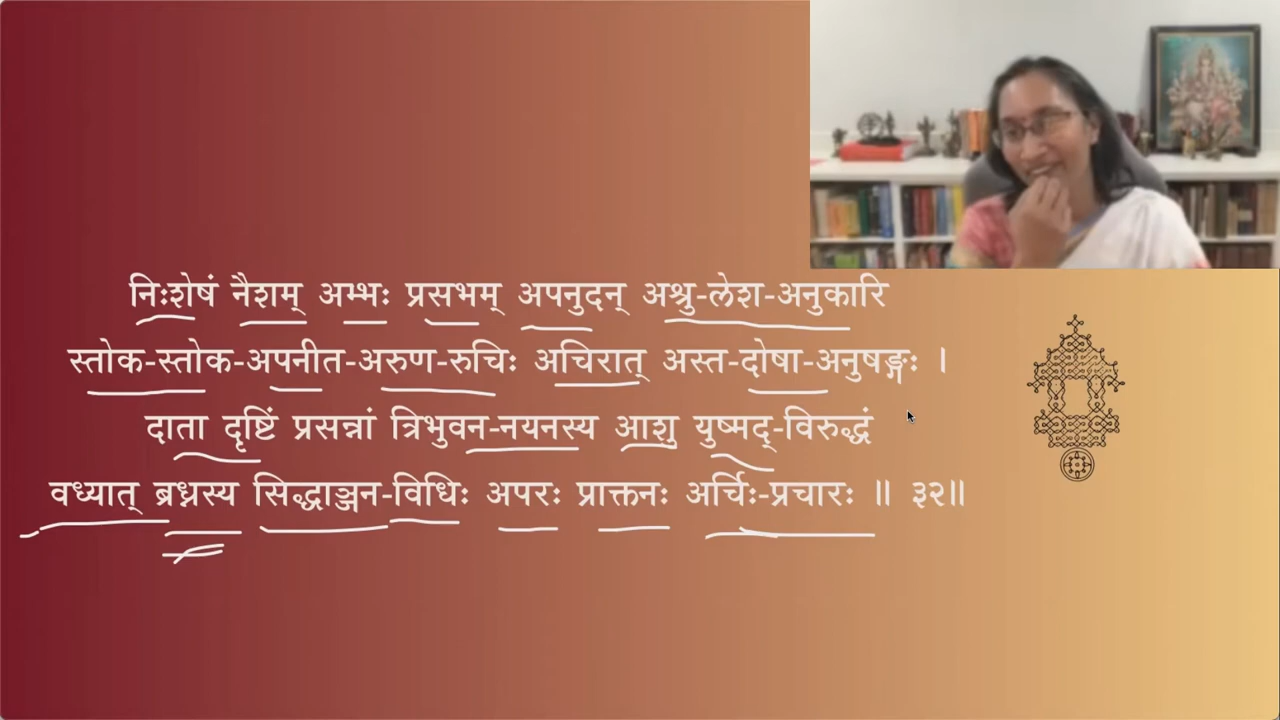 निःशेषं नैशम् अम्भः प्रसभम् अपनुदन् अश्रु-लेश-अनुकारि
स्तोक-स्तोक-अपनीत-अरुण-रुचिः अचिरात् अस्त-दोषा-अनुषङ्गः ।
दाता दृष्टिं प्रसन्नां त्रिभुवन-नयनस्य आशु युष्मद्-विरुद्धं
वध्यात् ब्रध्नस्य सिद्धाञ्जन-विधिः अपरः प्राक्तनः अर्चिः-प्रचारः ॥ ३२॥